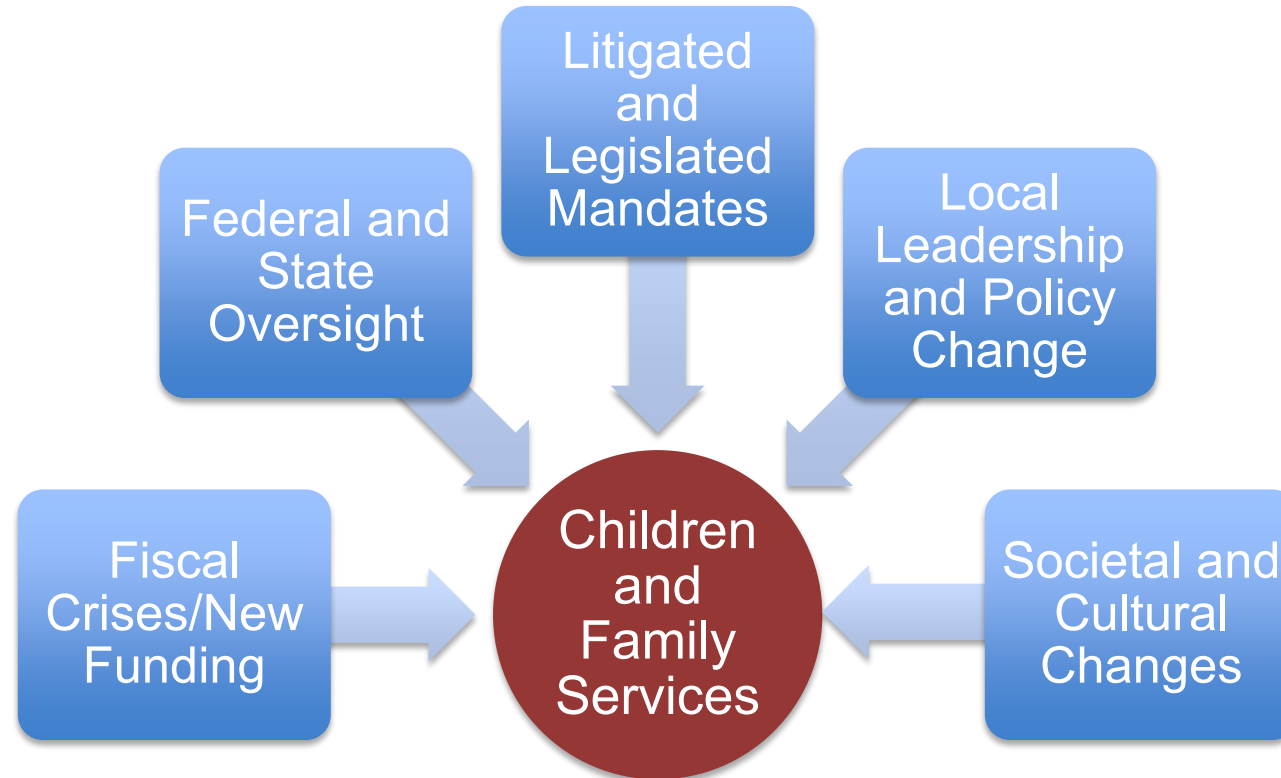 Litigated
and
Legislated
Mandates
Federal and
State
Oversight
Local
Leadership
and Policy
Change
Fiscal
Crises/New
Funding
Children
and
Family
Services
Societal and
Cultural
Changes